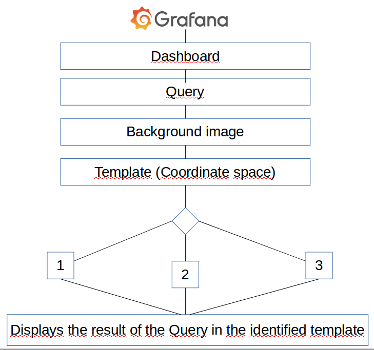 Grafana
Dashboard
Query
Background image
Template (Coordinate space)
1
2
3
Displays the result of the Query in the identified template